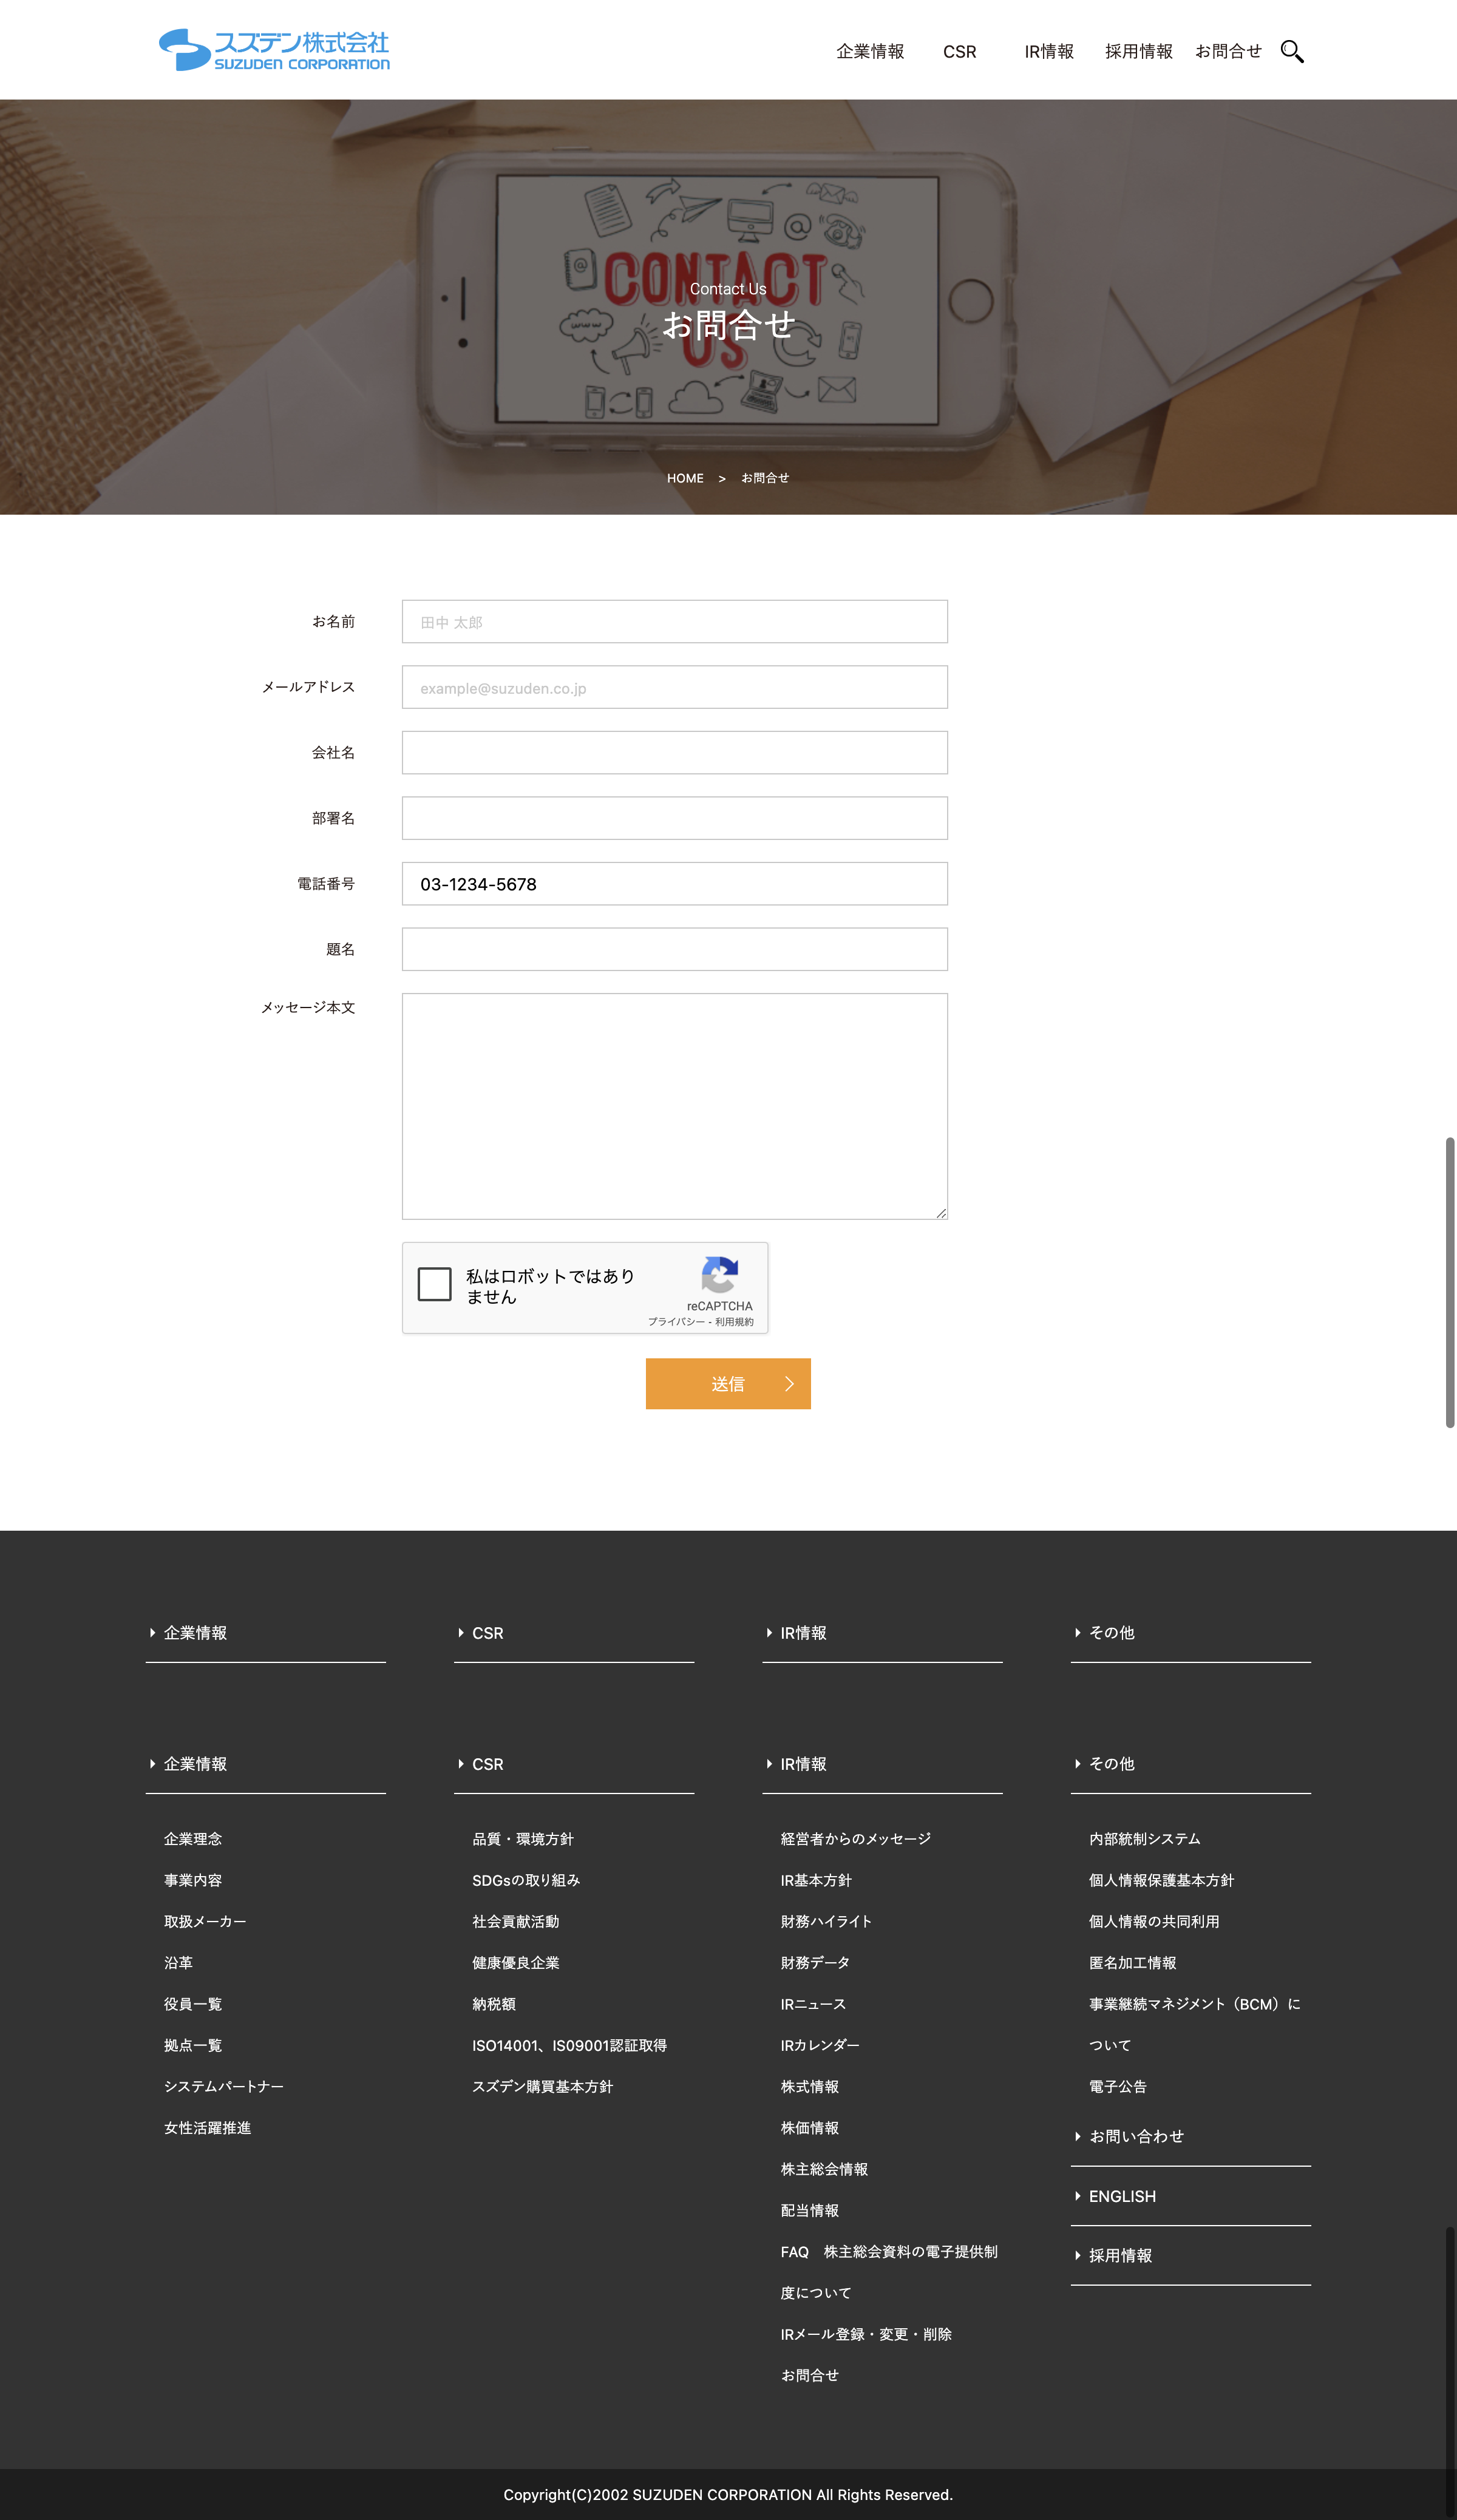 スズデン株式会社
SUZUDEN CORPORATION
企業情報
CSR
IR情報
採用情報
お問合せ
CONTACT
US
Contact Us
お問合せ
HOME > お問合せ
お名前
田中 太郎
メールアドレス
example@suzuden.co.jp
会社名
部署名
電話番号
03-1234-5678
題名
メッセージ本文
私はロボットではあり
ません
reCAPTCHA
プライバシー - 利用規約
送信
企業情報
CSR
IR情報
その他
企業情報
企業理念
事業内容
取扱メーカー
沿革
役員一覧
拠点一覧
システムパートナー
女性活躍推進
CSR
品質・環境方針
SDGsの取り組み
社会貢献活動
健康優良企業
納税額
ISO14001、IS09001認証取得
スズデン購買基本方針
IR情報
経営者からのメッセージ
IR基本方針
財務ハイライト
財務データ
IRニュース
IRカレンダー
株式情報
株価情報
株主総会情報
配当情報
FAQ　株主総会資料の電子提供制
度について
IRメール登録・変更・削除
お問合せ
その他
内部統制システム
個人情報保護基本方針
個人情報の共同利用
匿名加工情報
事業継続マネジメント（BCM）に
ついて
電子公告
お問い合わせ
ENGLISH
採用情報
Copyright(C)2002 SUZUDEN CORPORATION All Rights Reserved.